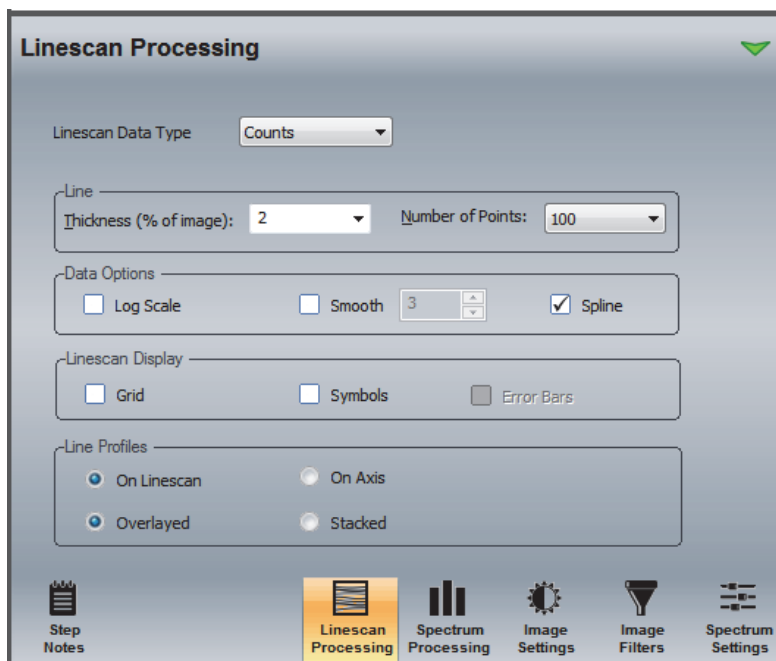 Linescan Processing
Linescan Data Type
Counts
Line
Thickness (% of image):
2
Number of Points:
100
Data Options
Log Scale
Smooth
3
Spline
Linescan Display
Grid
Symbols
Error Bars
Line Profiles
On Linescan
On Axis
Overlayed
Stacked
Step
Notes
Linescan
Processing
Spectrum
Processing
Image
Settings
Image
Filters
Spectrum
Settings